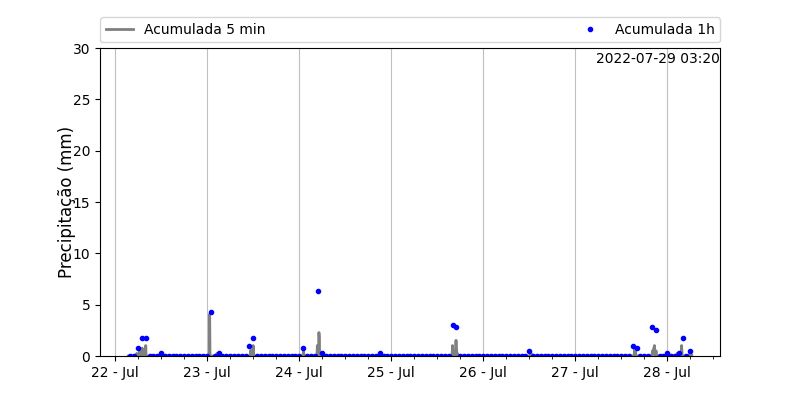 Acumulada 5 min
Acumulada 1h
2022-07-29 03:20
Precipitação (mm)
30
25
20
15
10
5
0
22 - Jul
23 - Jul
24 - Jul
25 - Jul
26 - Jul
27 - Jul
28 - Jul